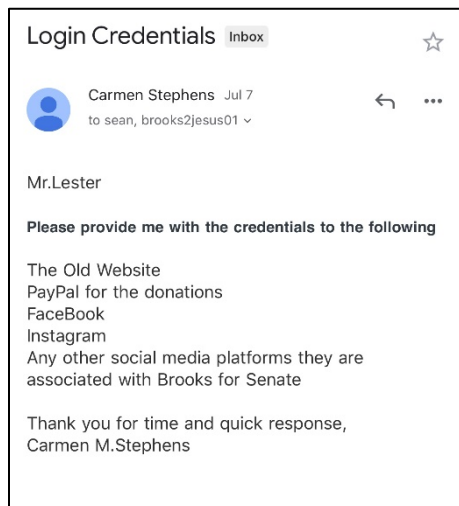 Login Credentials Inbox
Carmen Stephens Jul 7
to sean, brooks2jesus01
Mr.Lester
Please provide me with the credentials to the following
The Old Website
PayPal for the donations
FaceBook
Instagram
Any other social media platforms they are
associated with Brooks for Senate
Thank you for time and quick response,
Carmen M.Stephens